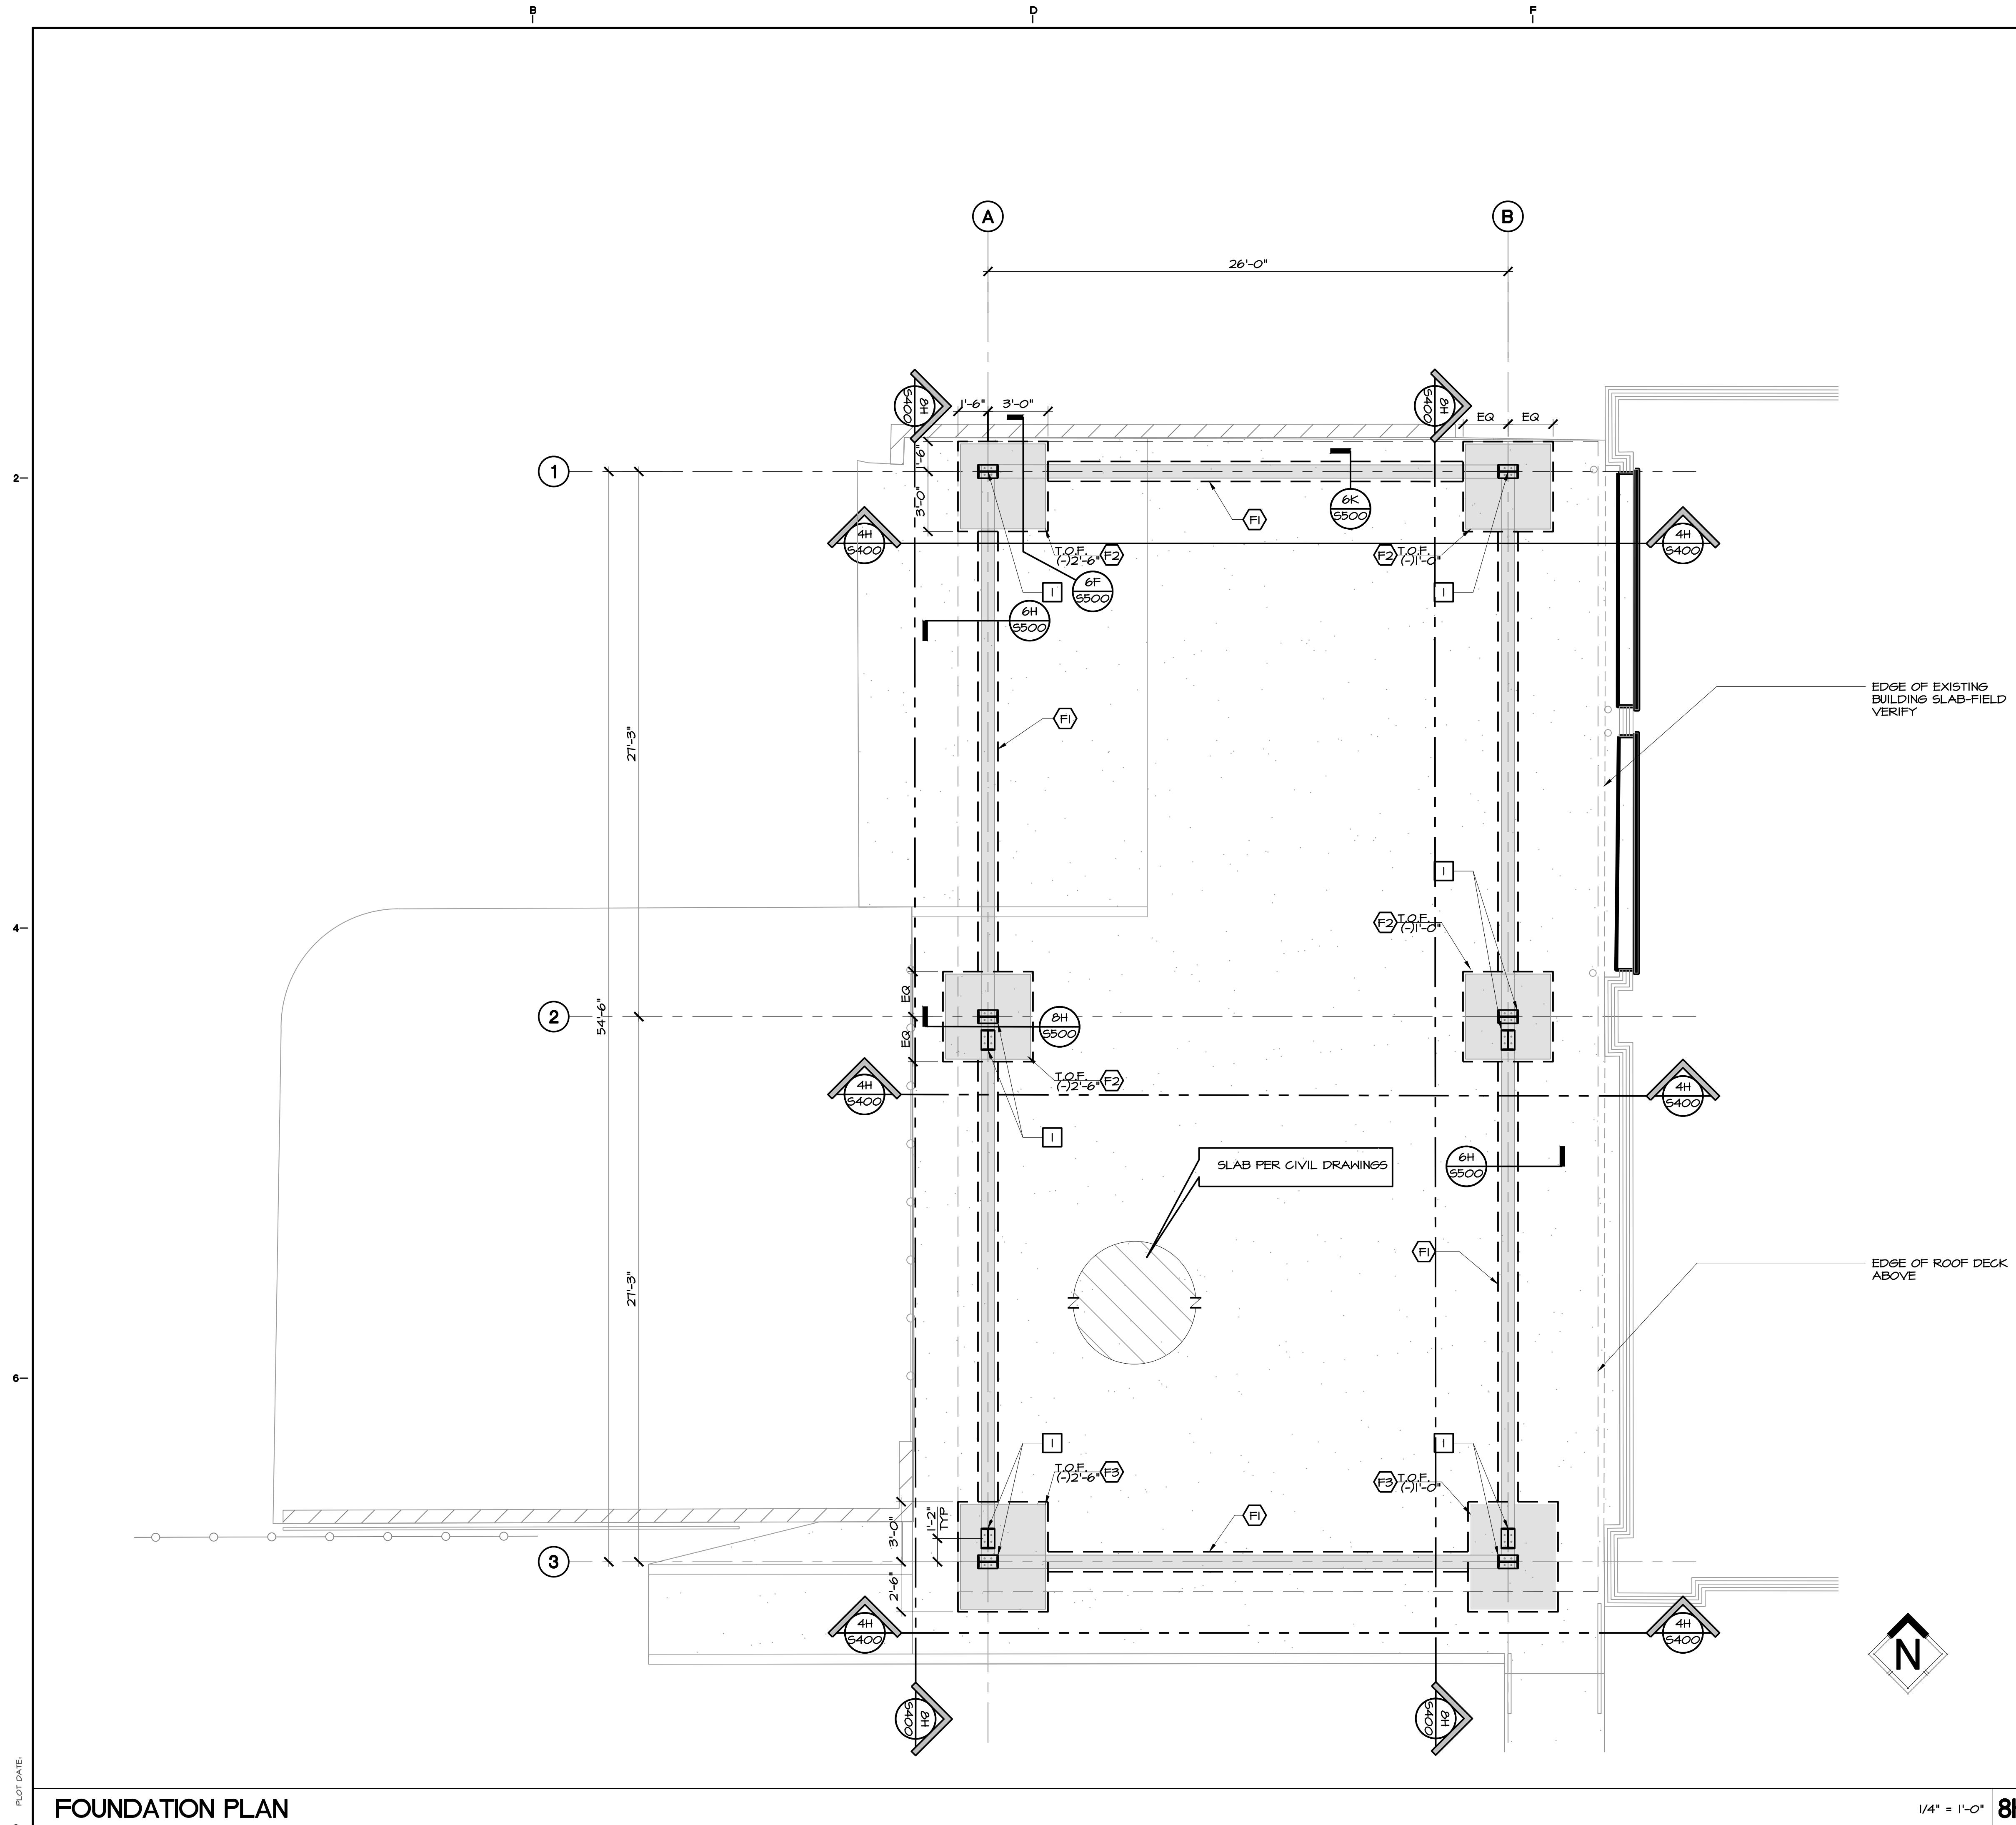 B
D
F
A
B
26'-0"
8H
S400
8H
S400
1'-6"
3'-0"
EQ
EQ
1'-6"
3'-0"
1
2
6K
S500
F1
4H
S400
4H
S400
T.O.F.
(-)2'-6"
F2
F2
T.O.F.
(-)1'-0"
1
6F
S500
1
6H
S500
EDGE OF EXISTING
BUILDING SLAB-FIELD
VERIFY
F1
27'-3"
1
F2
T.O.F.
(-)1'-0"
4
54'-6"
EQ
EQ
2
8H
S500
4H
S400
T.O.F.
(-)2'-6"
F2
4H
S400
1
SLAB PER CIVIL DRAWINGS
6H
S500
F1
27'-3"
EDGE OF ROOF DECK
ABOVE
6
1
1
T.O.F.
(-)2'-6"
F3
F3
T.O.F.
(-)1'-0"
1'-2"
TYP
F1
3'-0"
3
2'-6"
4H
S400
4H
S400
N
8H
S400
8H
S400
PLOT DATE:
FOUNDATION PLAN
1/4" = 1'-0"